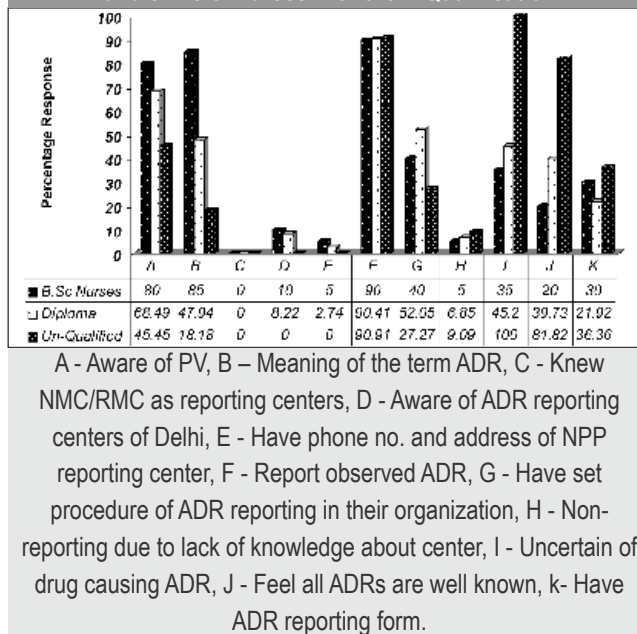 100
90
80
70
60
50
40
30
20
10
0
Percentage Response
A B C D E F G H I J K
B.Sc Nurses 80 85 0 10 5 90 40 5 35 20 30
Diploma 68.49 47.94 0 8.22 2.74 90.41 52.05 6.85 45.2 39.73 21.92
Un-Qualified 45.45 18.18 0 0 0 90.91 27.27 9.09 100 81.82 36.36
A - Aware of PV, B – Meaning of the term ADR, C - Knew
NMC/RMC as reporting centers, D - Aware of ADR reporting
centers of Delhi, E - Have phone no. and address of NPP
reporting center, F - Report observed ADR, G - Have set
procedure of ADR reporting in their organization, H - Non-
reporting due to lack of knowledge about center, I - Uncertain of
drug causing ADR, J - Feel all ADRs are well known, k- Have
ADR reporting form.